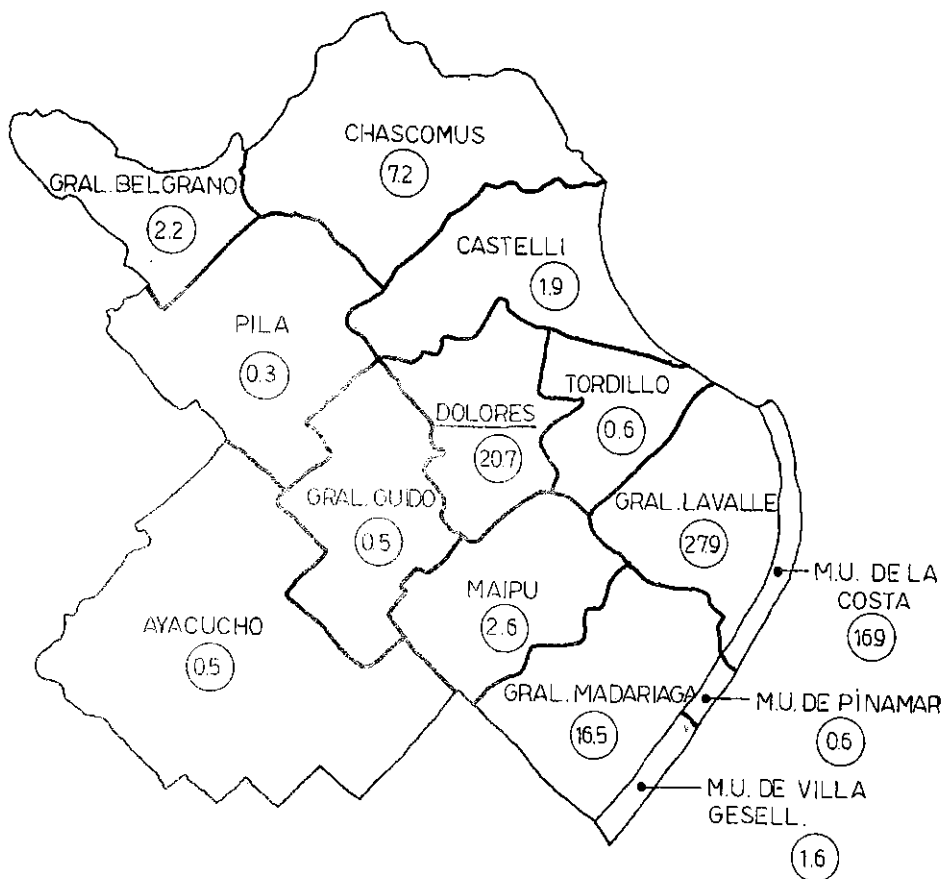 CHASCOMUS
7.2
GRAL. BELGRANO
2.2
CASTELLI
1.9
PILA
0.3
TORDILLO
0.6
DOLORES
20.7
GRAL. GUIDO
0.5
GRAL. LAVALLE
27.9
M.U. DE LA
COSTA
16.9
MAIPU
2.6
AYACUCHO
0.5
GRAL. MADARIAGA
16.5
M.U. DE PINAMAR
0.6
M.U. DE VILLA
GESELL.
1.6